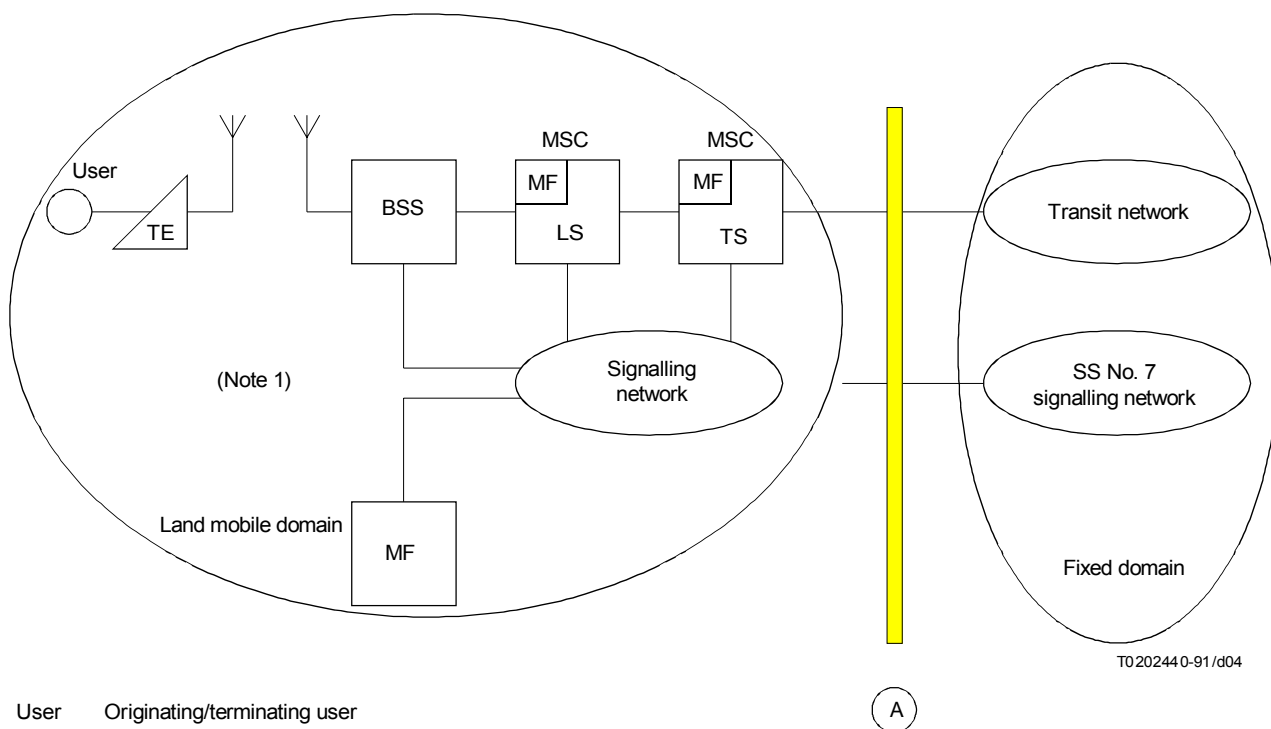 MSC MSC
User
MF MF
BSS
TE
LS TS
Transit network
(Note 1)
Signalling
network
SS No. 7
signalling network
Land mobile domain
MF
Fixed domain
T0202440-91/d04
User Originating/terminating user
A